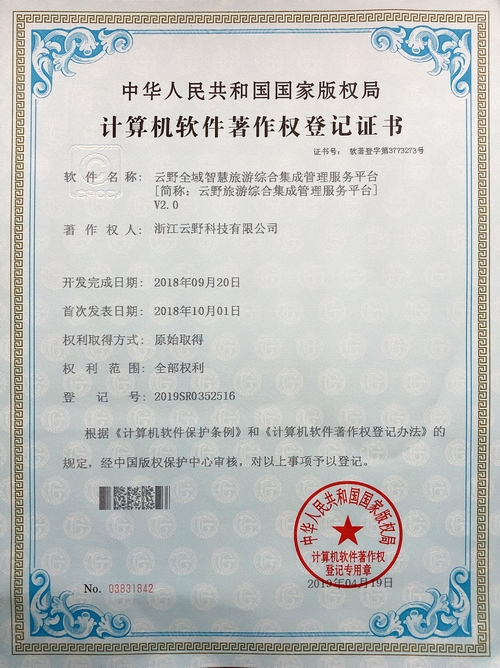 中华人民共和国国家版权局
计算机软件著作权登记证书
证书号： 软著登字第3773273号
CPCC
软件名称： 云野全域智慧旅游综合集成管理服务平台
[简称：云野旅游综合集成管理服务平台]
V2.0
著作权人： 浙江云野科技有限公司
开发完成日期： 2018年09月20日
首次发表日期： 2018年10月01日
权利取得方式： 原始取得
权利范围： 全部权利
登记号： 2019SR0352516
根据《计算机软件保护条例》和《计算机软件著作权登记办法》的
规定，经中国版权保护中心审核，对以上事项予以登记。
中华人民共和国国家版权局
计算机软件著作权
登记专用章
2019年04月19日
No. 03831842